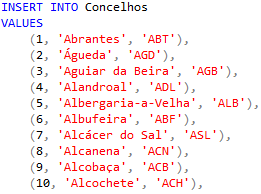 INSERT INTO Concelhos
VALUES
(1, 'Abrantes', 'ABT'),
(2, 'Águeda', 'AGD'),
(3, 'Aguiar da Beira', 'AGB'),
(4, 'Alandroal', 'ADL'),
(5, 'Albergaria-a-Velha', 'ALB'),
(6, 'Albufeira', 'ABF'),
(7, 'Alcácer do Sal', 'ASL'),
(8, 'Alcanena', 'ACN'),
(9, 'Alcobaça', 'ACB'),
(10, 'Alcochete', 'ACH'),